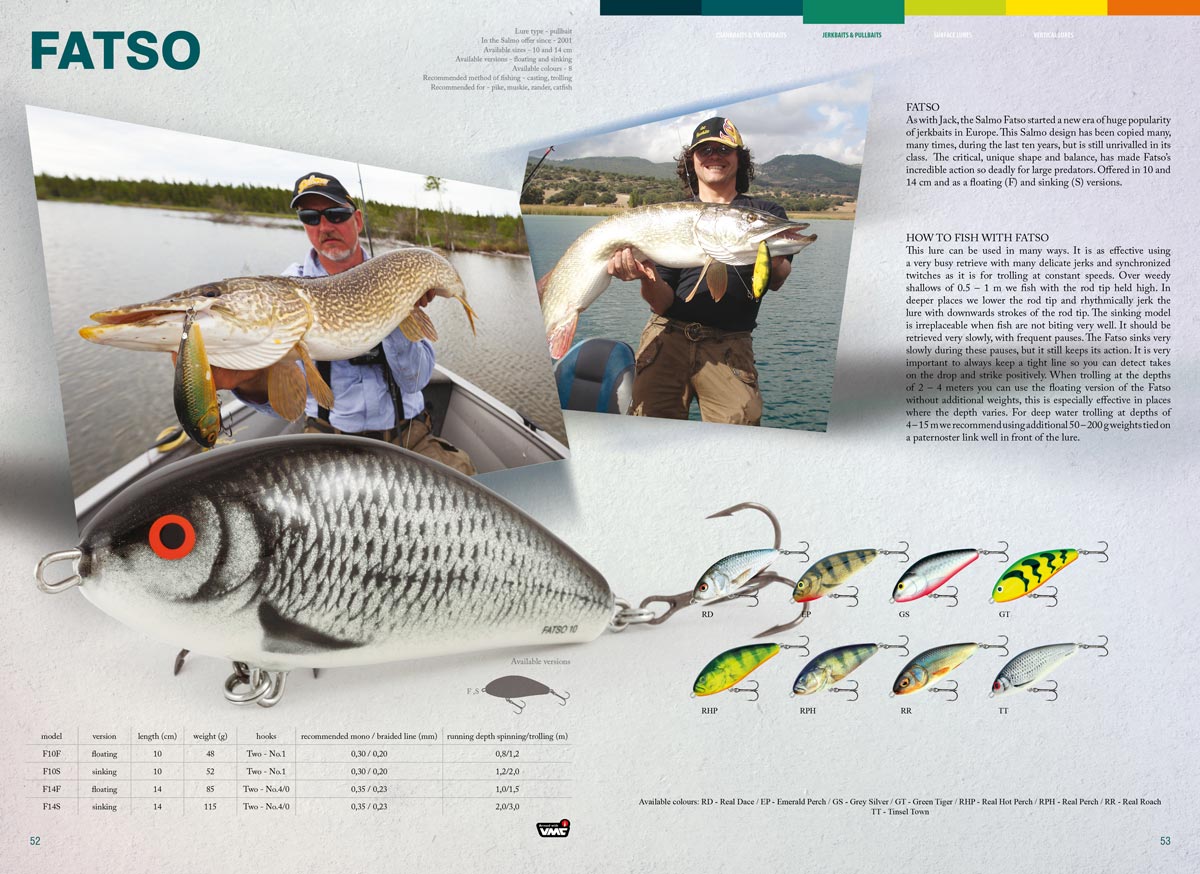 FATSO
Lure type - pullbait
In the Salmo offer since - 2001
Available sizes - 10 and 14 cm
Available versions - floating and sinking
Available colours - 8
Recommended method of fishing - casting, trolling
Recommended for - pike, muskie, zander, catfish
CRANKBAITS & TWITCHBAITS
JERKBAITS & PULLBAITS
SURFACE LURES
VERTICAL LURES
FATSO
As with Jack, the Salmo Fatso started a new era of huge popularity
of jerkbaits in Europe. This Salmo design has been copied many,
many times, during the last ten years, but is still unrivalled in its
class. The critical, unique shape and balance, has made Fatso's
incredible action so deadly for large predators. Offered in 10 and
14 cm and as a floating (F) and sinking (S) versions.
HOW TO FISH WITH FATSO
This lure can be used in many ways. It is as effective using
a very busy retrieve with many delicate jerks and synchronized
twitches as it is for trolling at constant speeds. Over weedy
shallows of 0.5 – 1 m we fish with the rod tip held high. In
deeper places we lower the rod tip and rhythmically jerk the
lure with downwards strokes of the rod tip. The sinking model
is irreplaceable when fish are not biting very well. It should be
retrieved very slowly, with frequent pauses. The Fatso sinks very
slowly during these pauses, but it still keeps its action. It is very
important to always keep a tight line so you can detect takes
on the drop and strike positively. When trolling at the depths
of 2 – 4 meters you can use the floating version of the Fatso
without additional weights, this is especially effective in places
where the depth varies. For deep water trolling at depths of
4–15 m we recommend using additional 50 – 200 g weights tied on
a paternoster link well in front of the lure.
FATSO 10
RD EP GS GT
RHP RPH RR TT
Available versions
F ,S
model version length (cm) weight (g) hooks recommended mono / braided line (mm) running depth spinning/trolling (m)
F10F floating 10 48 Two - No.1 0,30 / 0,20 0,8/1,2
F10S sinking 10 52 Two - No.1 0,30 / 0,20 1,2/2,0
F14F floating 14 85 Two - No.4/0 0,35 / 0,23 1,0/1,5
F14S sinking 14 115 Two - No.4/0 0,35 / 0,23 2,0/3,0
Available colours: RD - Real Dace / EP - Emerald Perch / GS - Grey Silver / GT - Green Tiger / RHP - Real Hot Perch / RPH - Real Perch / RR - Real Roach
TT - Tinsel Town
VMC
52
53